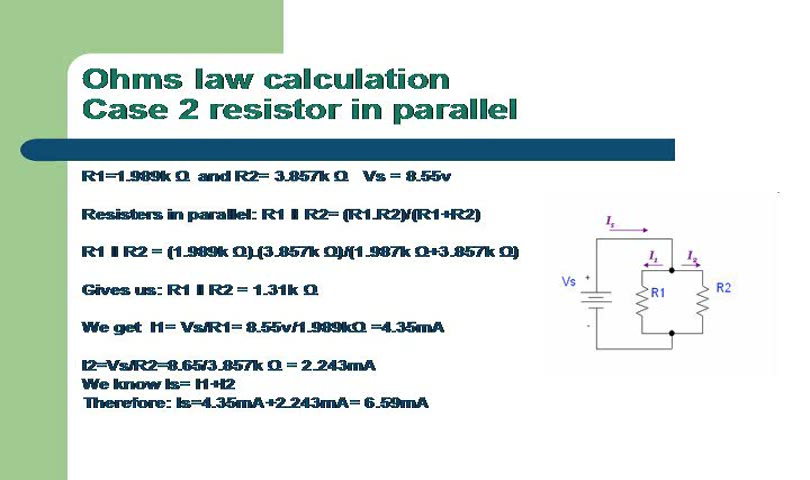 Ohms law calculation
Case 2 resistor in parallel
R1=1.989k Ω and R2= 3.857k Ω Vs = 8.55v
Resisters in parallel: R1 II R2= (R1.R2)/(R1+R2)
R1 II R2 = (1.989k Ω).(3.857k Ω)/(1.987k Ω+3.857k Ω)
Gives us: R1 II R2 = 1.31k Ω
We get I1= Vs/R1= 8.55v/1.989kΩ =4.35mA
I2=Vs/R2=8.65/3.857k Ω = 2.243mA
We know Is= I1+I2
Therefore: Is=4.35mA+2.243mA= 6.59mA
Is
I1 I2
Vs + R1 R2
-